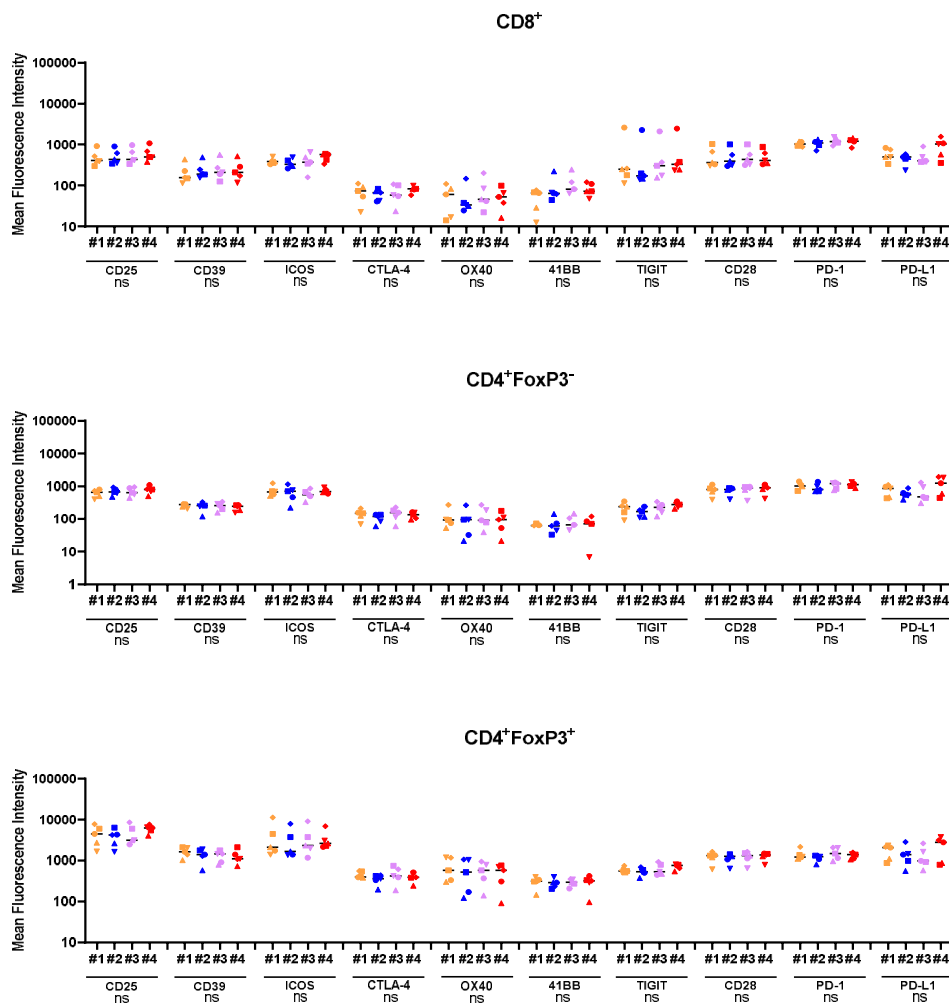 CD8⁺
Mean Fluorescence Intensity
100000
10000
1000
100
10
#1 #2 #3 #4 #1 #2 #3 #4 #1 #2 #3 #4 #1 #2 #3 #4 #1 #2 #3 #4 #1 #2 #3 #4 #1 #2 #3 #4 #1 #2 #3 #4 #1 #2 #3 #4 #1 #2 #3 #4
CD25 CD39 ICOS CTLA-4 OX40 41BB TIGIT CD28 PD-1 PD-L1
ns ns ns ns ns ns ns ns ns ns
CD4⁺FoxP3⁻
Mean Fluorescence Intensity
100000
10000
1000
100
10
1
#1 #2 #3 #4 #1 #2 #3 #4 #1 #2 #3 #4 #1 #2 #3 #4 #1 #2 #3 #4 #1 #2 #3 #4 #1 #2 #3 #4 #1 #2 #3 #4 #1 #2 #3 #4 #1 #2 #3 #4
CD25 CD39 ICOS CTLA-4 OX40 41BB TIGIT CD28 PD-1 PD-L1
ns ns ns ns ns ns ns ns ns ns
CD4⁺FoxP3⁺
Mean Fluorescence Intensity
100000
10000
1000
100
10
#1 #2 #3 #4 #1 #2 #3 #4 #1 #2 #3 #4 #1 #2 #3 #4 #1 #2 #3 #4 #1 #2 #3 #4 #1 #2 #3 #4 #1 #2 #3 #4 #1 #2 #3 #4 #1 #2 #3 #4
CD25 CD39 ICOS CTLA-4 OX40 41BB TIGIT CD28 PD-1 PD-L1
ns ns ns ns ns ns ns ns ns ns